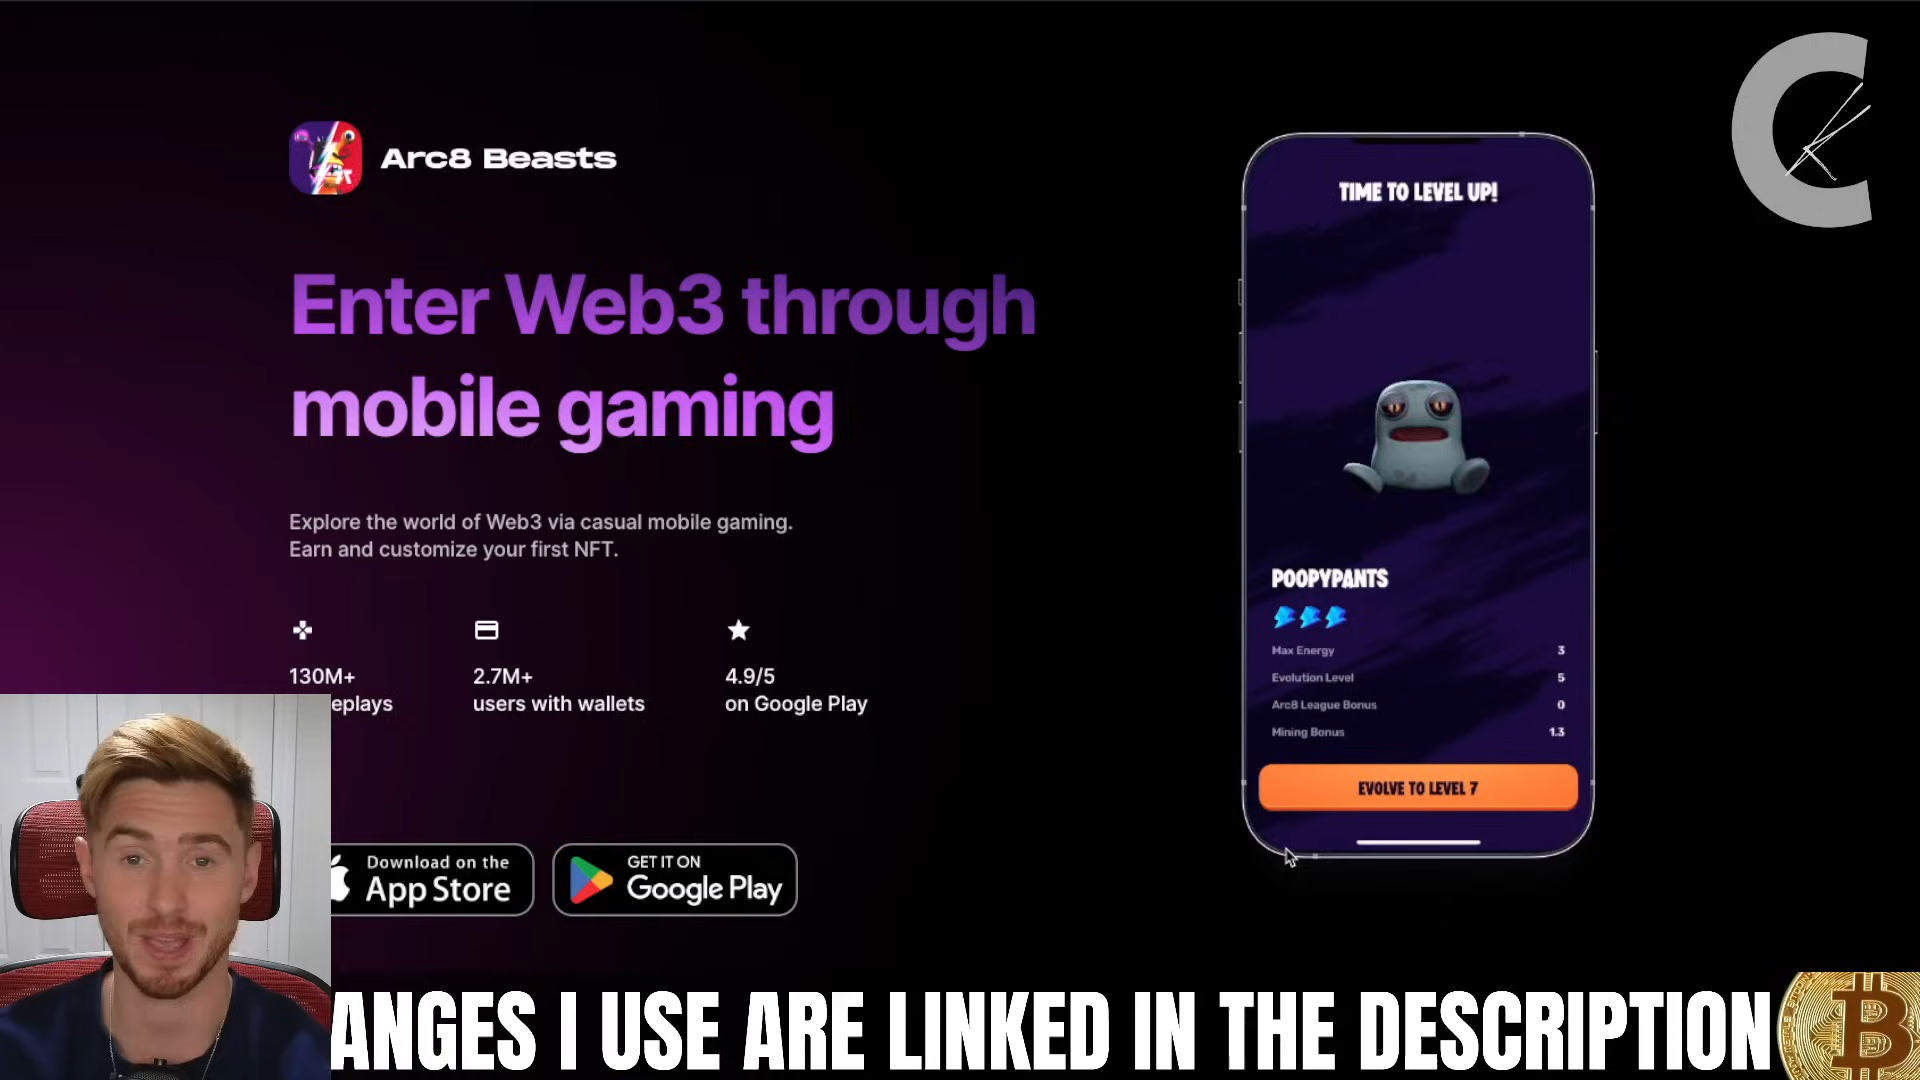 Arc8 Beasts
Enter Web3 through
mobile gaming
Explore the world of Web3 via casual mobile gaming.
Earn and customize your first NFT.
130M+
eplays
2.7M+
users with wallets
4.9/5
on Google Play
Download on the
App Store
GET IT ON
Google Play
TIME TO LEVEL UP!
POOPYPANTS
Max Energy 3
Evolution Level 5
Arc8 League Bonus 0
Mining Bonus 1.3
EVOLVE TO LEVEL 7
ANGES I USE ARE LINKED IN THE DESCRIPTION